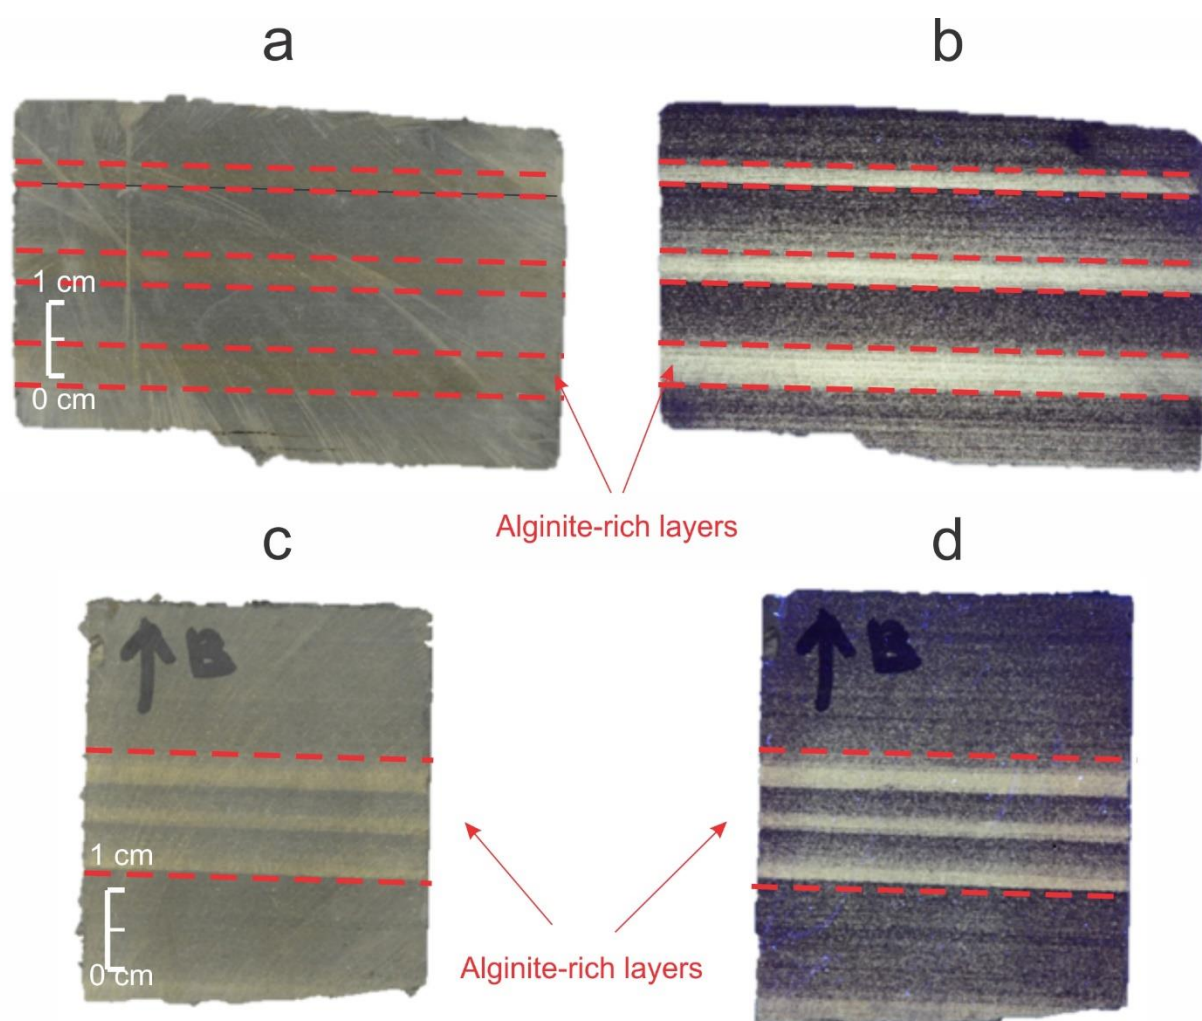 a
b
1 cm
0 cm
Alginite-rich layers
c
d
B
B
1 cm
0 cm
Alginite-rich layers